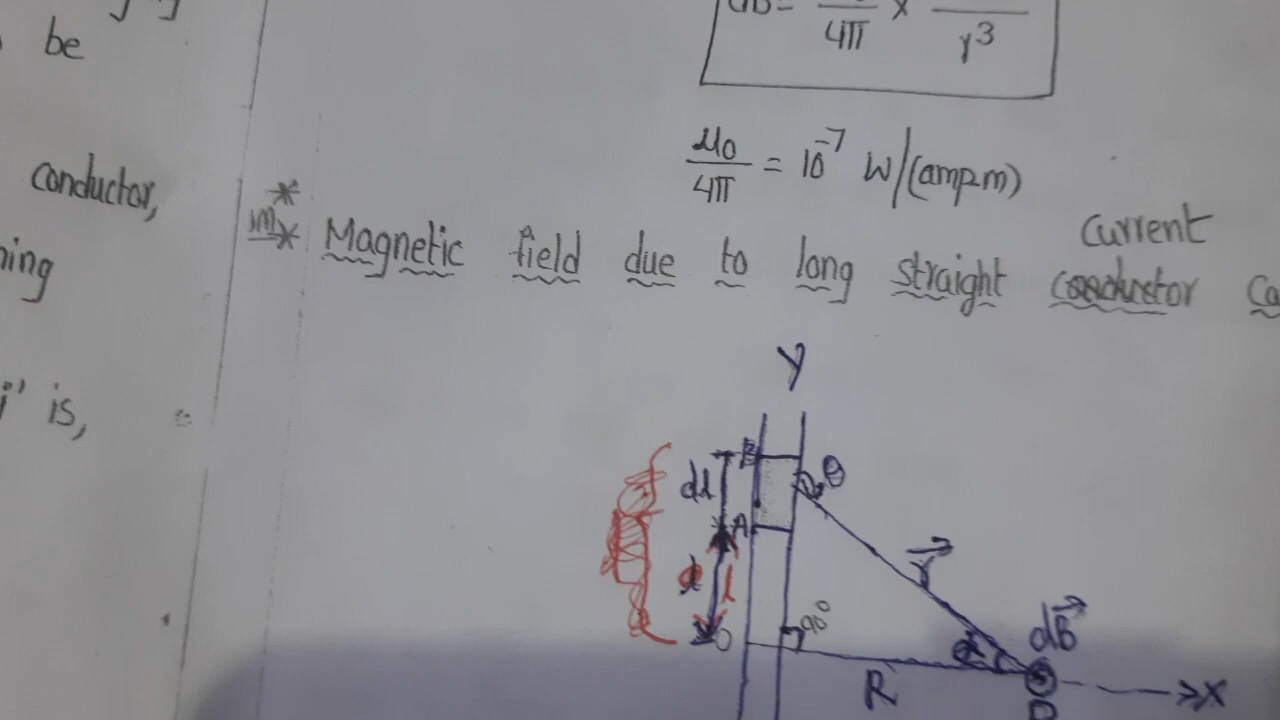 be
conductor,
is,
4π × r³
μ₀/4π = 10⁻⁷ W/(amp-m)
Current
Magnetic field due to long straight conductor
Y
B
dl
θ
A
r⃗
l
90°
O
dB⃗
R
P
X